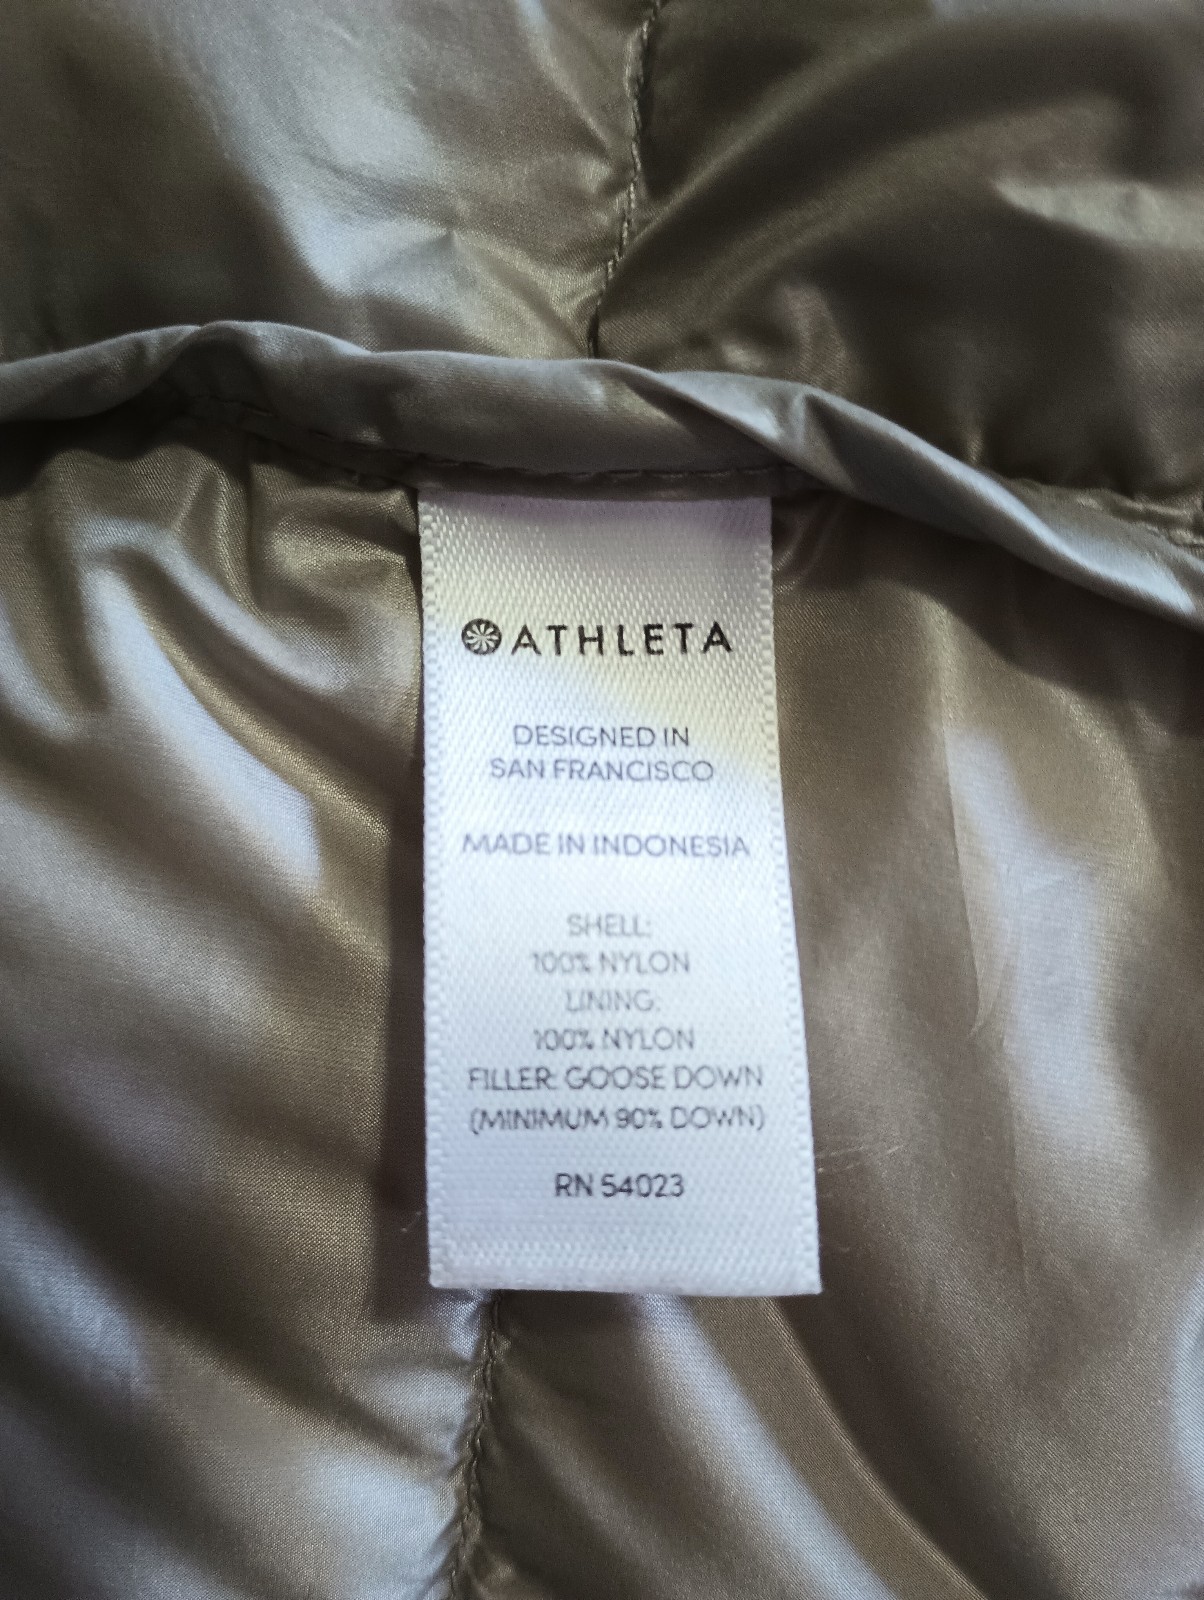 ATHLETA
DESIGNED IN
SAN FRANCISCO
MADE IN INDONESIA
SHELL:
100% NYLON
LINING:
100% NYLON
FILLER: GOOSE DOWN
(MINIMUM 90% DOWN)
RN 54023